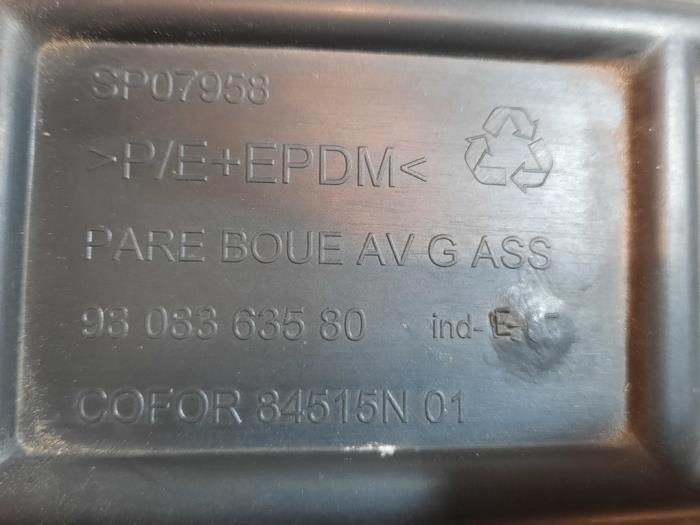 SP07958
>P/E+EPDM<
PARE BOUE AV G ASS
98 083 635 80 ind-
COFOR 84515N 01